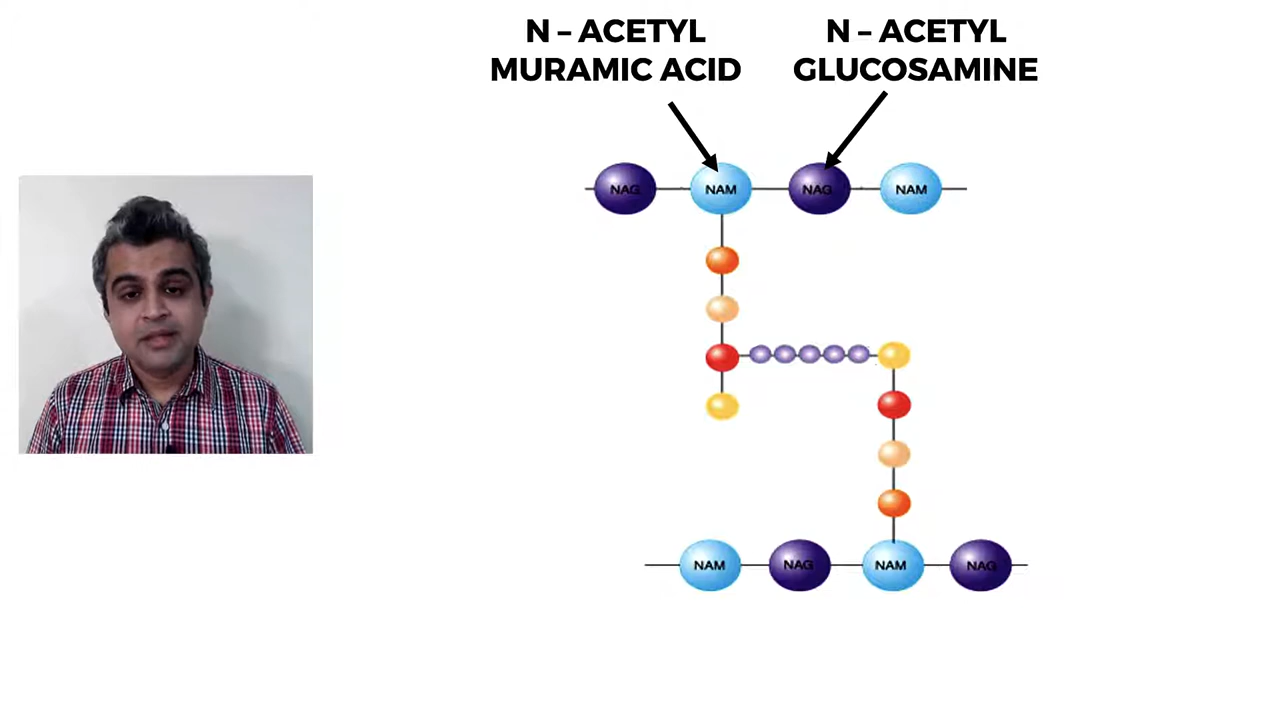 N – ACETYL
MURAMIC ACID
N – ACETYL
GLUCOSAMINE
NAG NAM NAG NAM
NAM NAG NAM NAG